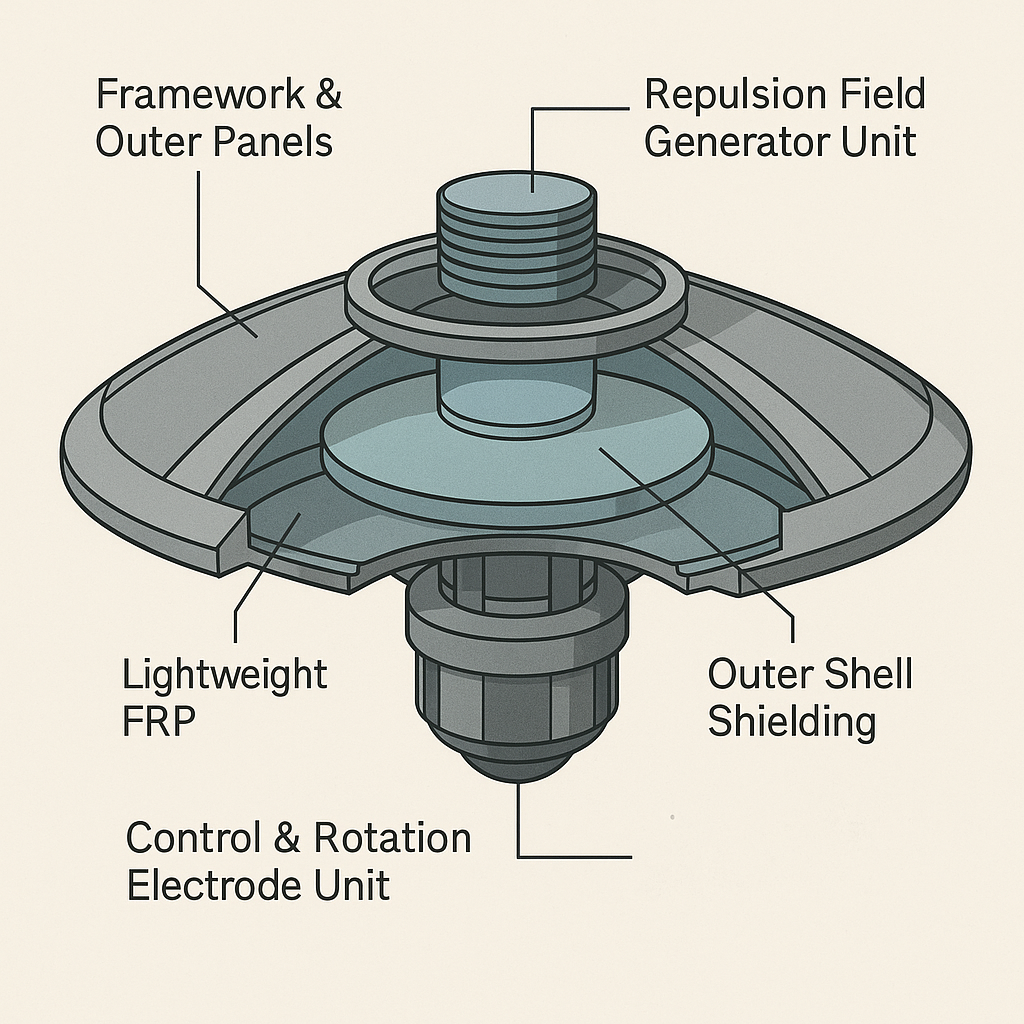 Framework &
Outer Panels
Repulsion Field
Generator Unit
Lightweight
FRP
Outer Shell
Shielding
Control & Rotation
Electrode Unit